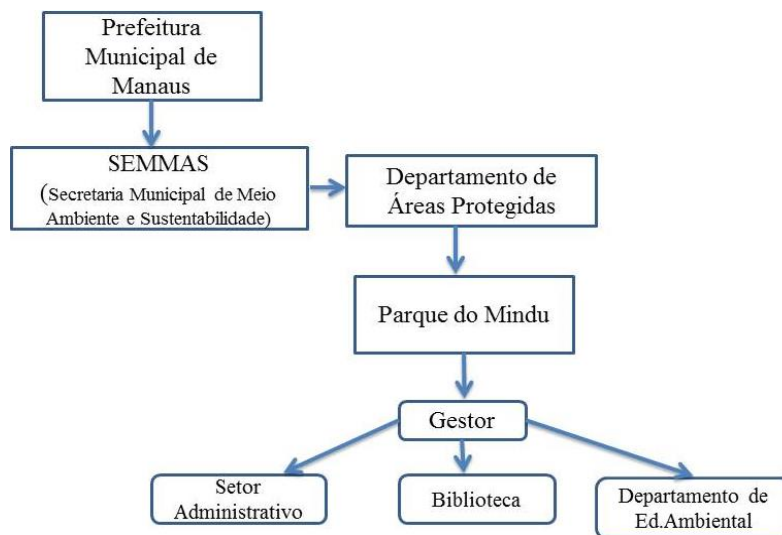 Prefeitura
Municipal de
Manaus
SEMMAS
(Secretaria Municipal de Meio
Ambiente e Sustentabilidade)
Departamento de
Áreas Protegidas
Parque do Mindu
Gestor
Setor
Administrativo
Biblioteca
Departamento de
Ed.Ambiental